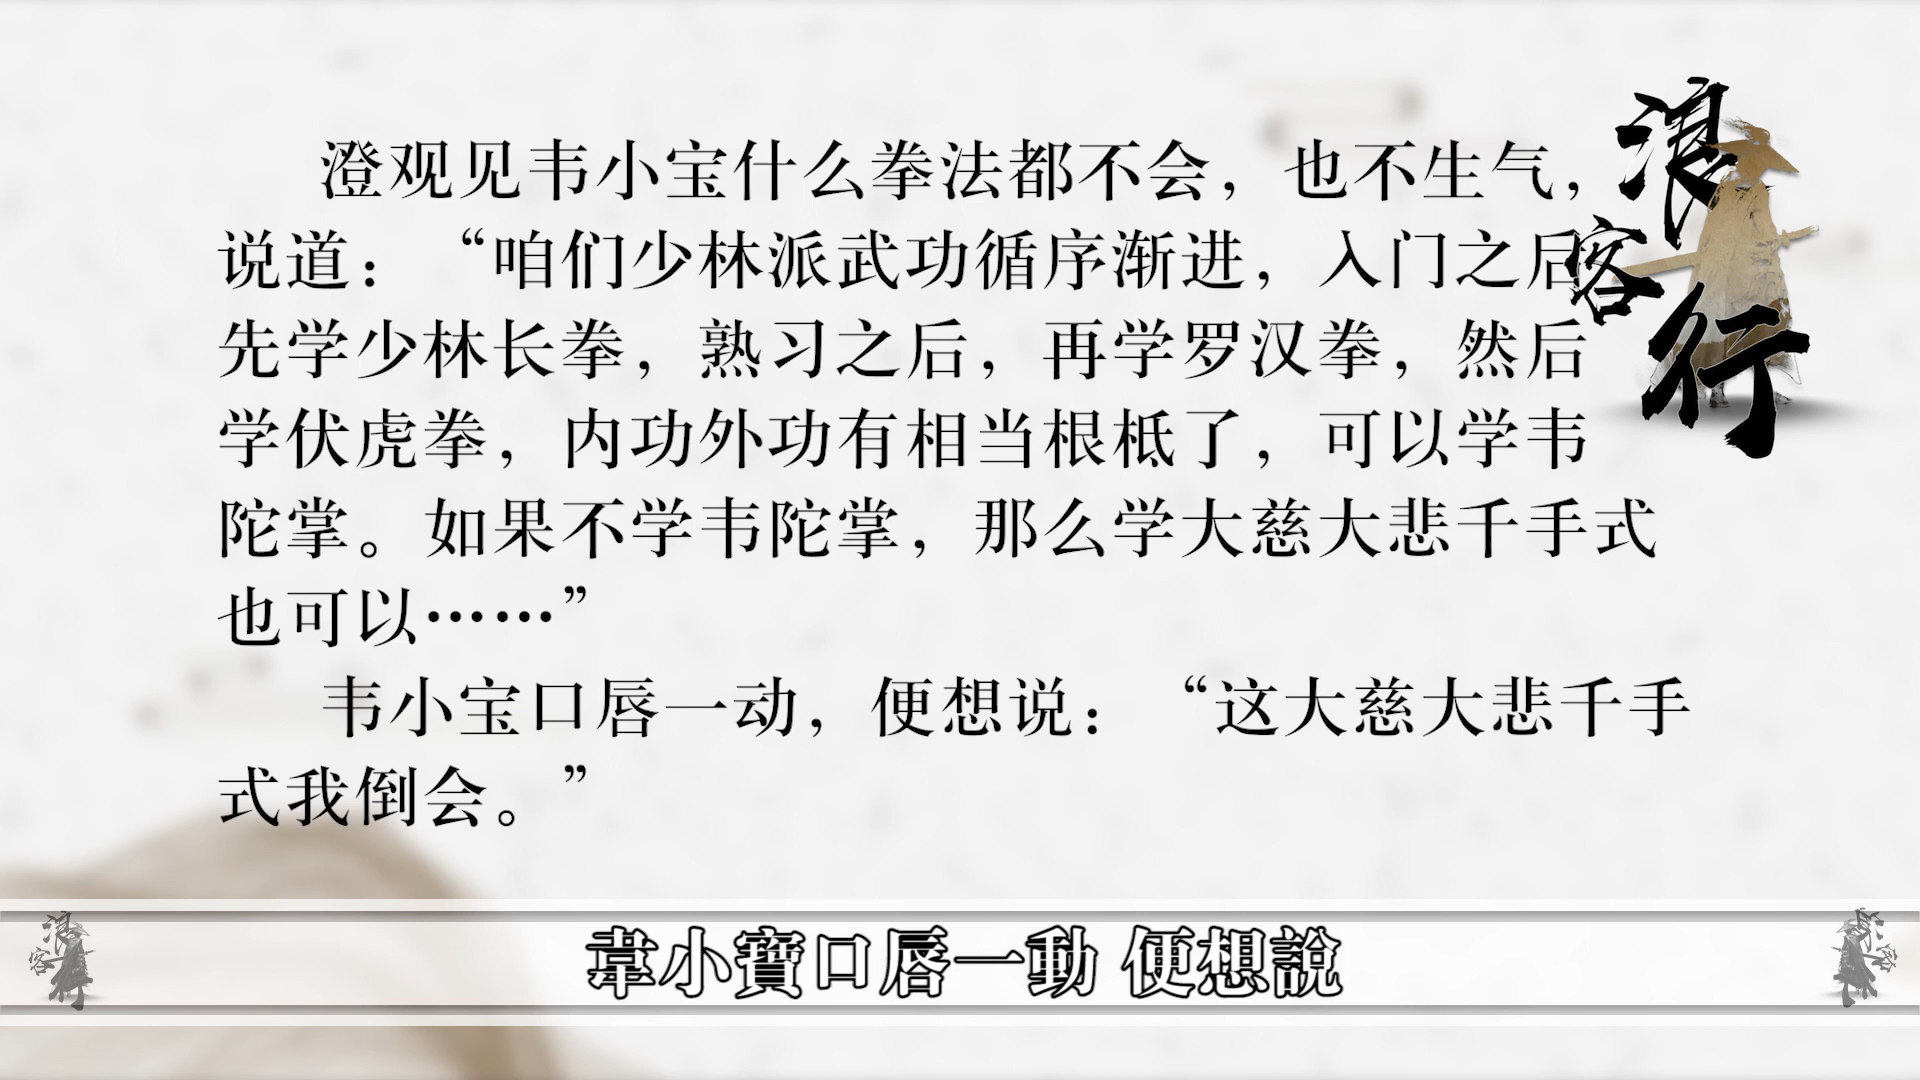 澄观见韦小宝什么拳法都不会，也不生气，
说道：“咱们少林派武功循序渐进，入门之后
先学少林长拳，熟习之后，再学罗汉拳，然后
学伏虎拳，内功外功有相当根柢了，可以学韦
陀掌。如果不学韦陀掌，那么学大慈大悲千手式
也可以……”
韦小宝口唇一动，便想说：“这大慈大悲千手
式我倒会。”
浪客行
韋小寶口唇一動 便想說
浪客行
浪客行